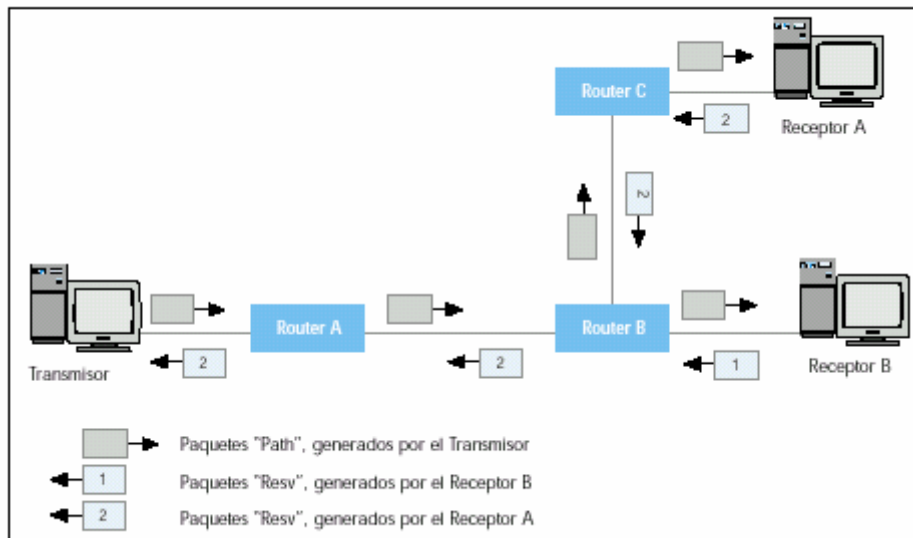 Router C
2
Receptor A
2
Router A
Router B
2
2
1
Transmisor
Receptor B
Paquetes "Path", generados por el Transmisor
1
Paquetes "Resv", generados por el Receptor B
2
Paquetes "Resv", generados por el Receptor A